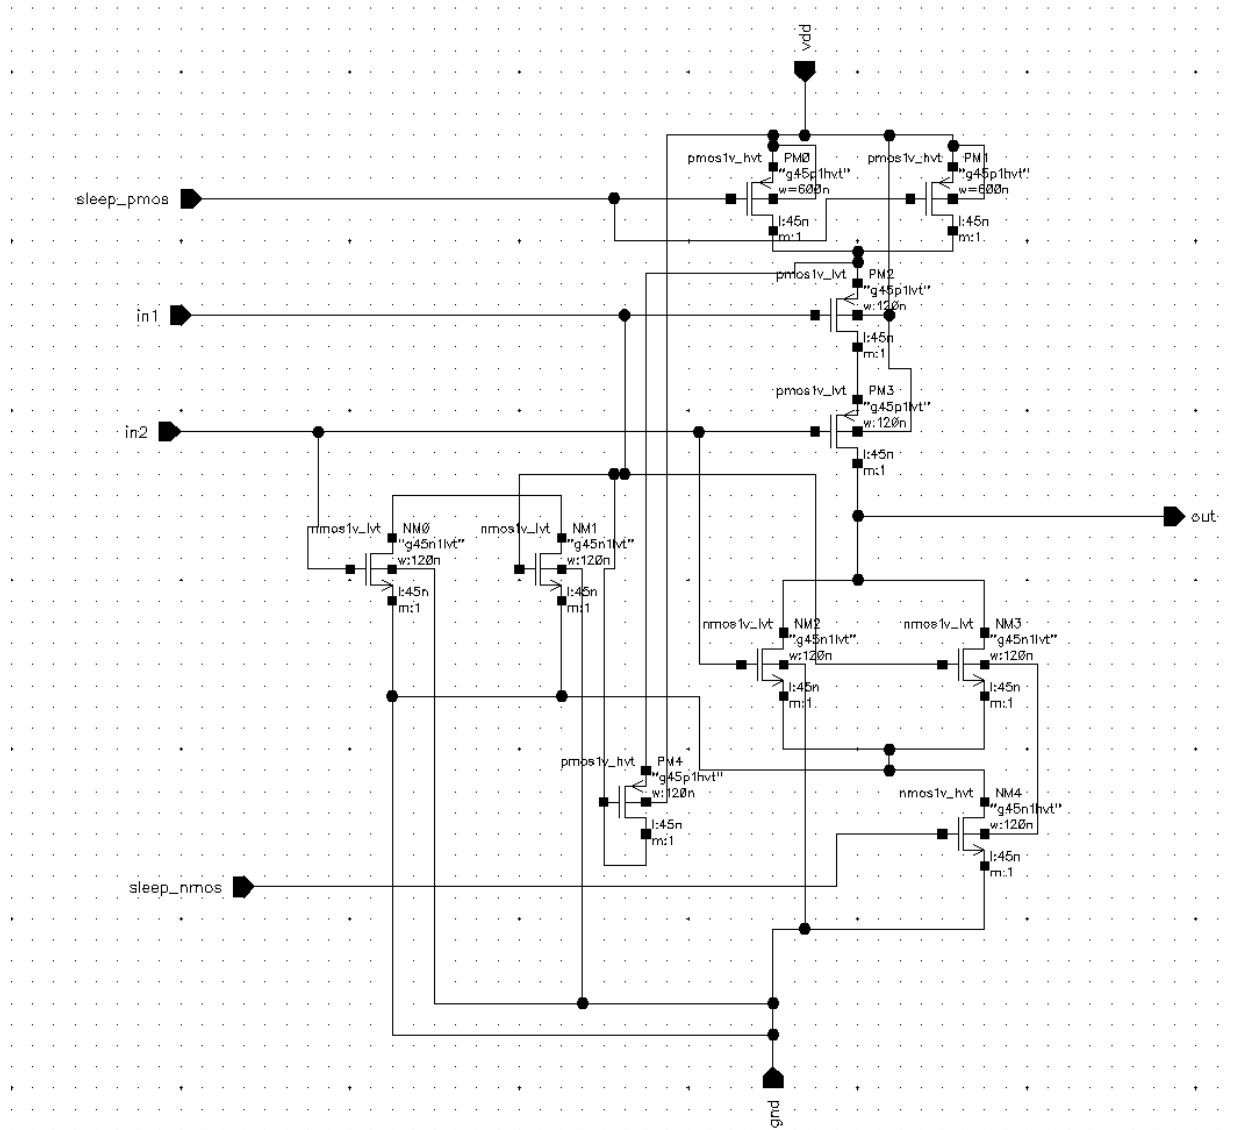 vdd
pmos1v_hvt PM0
"g45p1hvt"
w=600n
l:45n
m:1
pmos1v_hvt PM1
"g45p1hvt"
w=600n
l:45n
m:1
sleep_pmos
pmos1v_lvt PM2
"g45p1lvt"
w:120n
l:45n
m:1
in1
pmos1v_lvt PM3
"g45p1lvt"
w:120n
l:45n
m:1
in2
out
nmos1v_lvt NM0
"g45n1lvt"
w:120n
l:45n
m:1
nmos1v_lvt NM1
"g45n1lvt"
w:120n
l:45n
m:1
nmos1v_lvt NM2
"g45n1lvt"
w:120n
l:45n
m:1
nmos1v_lvt NM3
"g45n1lvt"
w:120n
l:45n
m:1
pmos1v_hvt PM4
"g45p1hvt"
w:120n
l:45n
m:1
nmos1v_hvt NM4
"g45n1hvt"
w:120n
l:45n
m:1
sleep_nmos
gnd